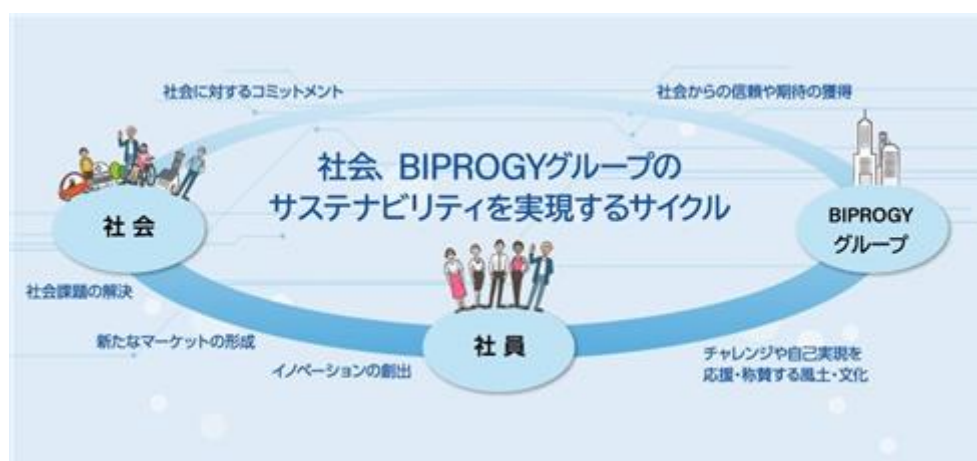 社会に対するコミットメント
社会からの信頼や期待の獲得
社会、BIPROGYグループの
サステナビリティを実現するサイクル
社会
BIPROGY
グループ
社会課題の解決
新たなマーケットの形成
イノベーションの創出
社員
チャレンジや自己実現を
応援・称賛する風土・文化